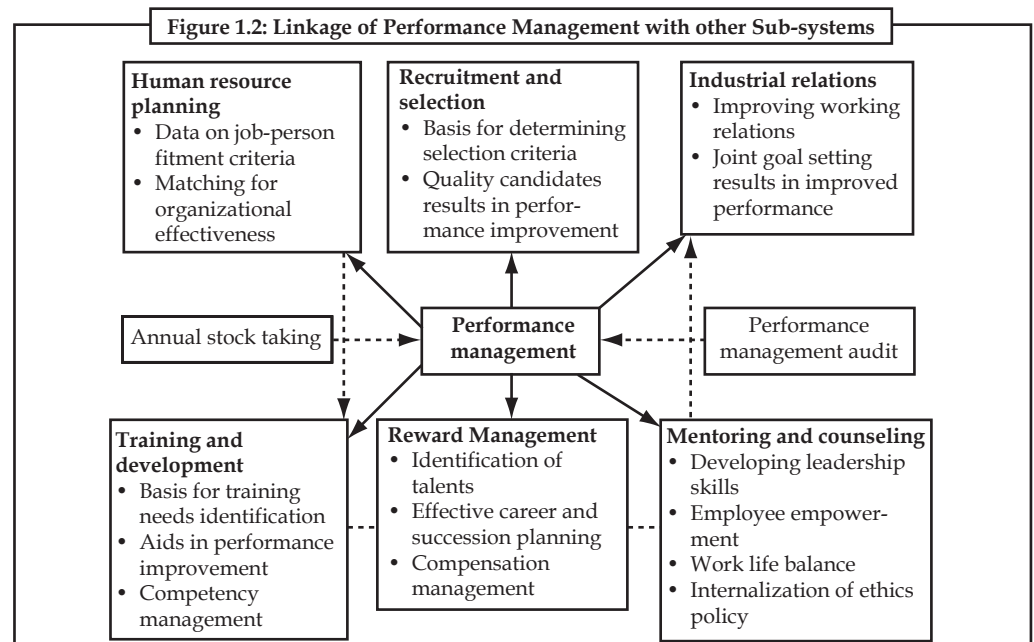 Figure 1.2: Linkage of Performance Management with other Sub-systems
Human resource
planning
• Data on job-person
fitment criteria
• Matching for
organizational
effectiveness
Recruitment and
selection
• Basis for determining
selection criteria
• Quality candidates
results in perfor-
mance improvement
Industrial relations
• Improving working
relations
• Joint goal setting
results in improved
performance
Annual stock taking
Performance
management
Performance
management audit
Training and
development
• Basis for training
needs identification
• Aids in performance
improvement
• Competency
management
Reward Management
• Identification of
talents
• Effective career and
succession planning
• Compensation
management
Mentoring and counseling
• Developing leadership
skills
• Employee empower-
ment
• Work life balance
• Internalization of ethics
policy